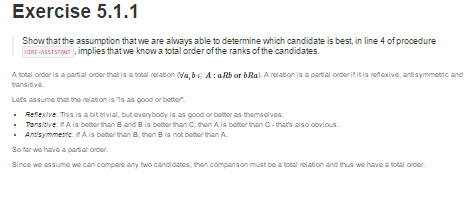 Exercise 5.1.1
Show that the assumption that we are always able to determine which candidate is best, in line 4 of procedure
HIRE-ASSISTANT, implies that we know a total order of the ranks of the candidates.
A total order is a partial order that is a total relation (∀a, b ∈ A : aRb or bRa). A relation is a partial order if it is reflexive, antisymmetric and
transitive.
Let's assume that the relation is "is as good or better".
• Reflexive: This is a bit trivial, but everybody is as good or better as themselves.
• Transitive: If A is better than B and B is better than C, then A is better than C - that's also obvious.
• Antisymmetric: If A is better than B, then B is not better than A.
So far we have a partial order.
Since we assume we can compare any two candidates, then comparison must be a total relation and thus we have a total order.